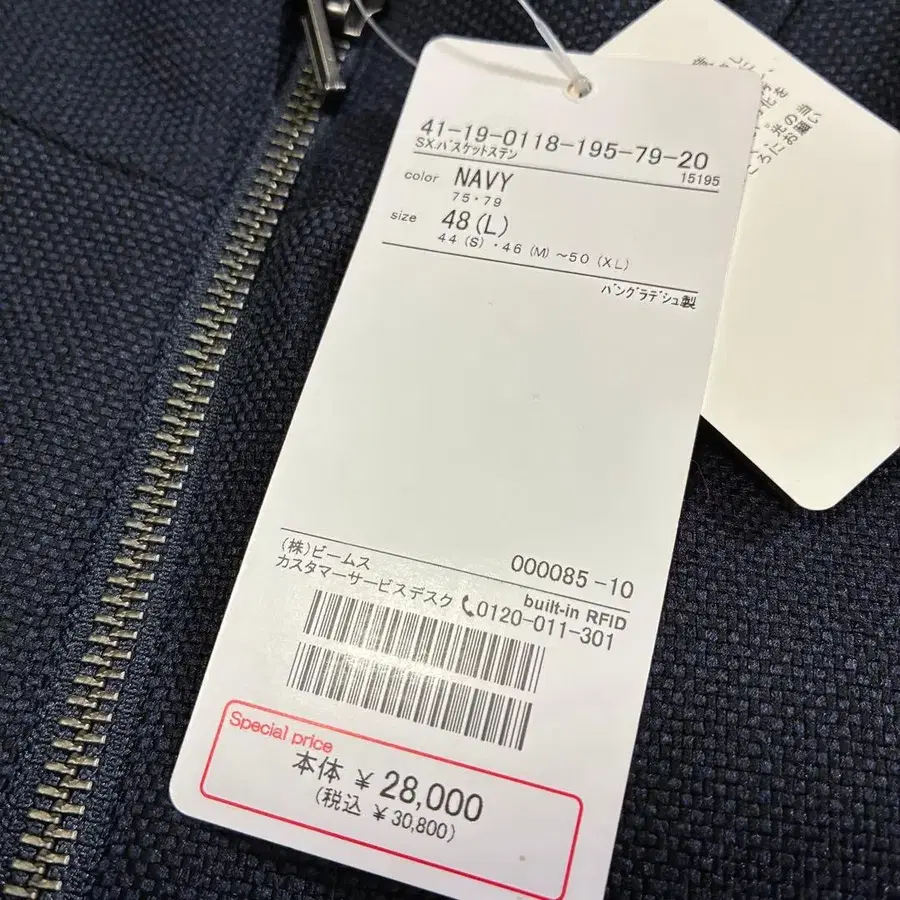 41-19-0118-195-79-20
SX.バスケットステン
15195
color NAVY
75・79
size 48(L)
44 (S) ・46 (M) ~50 (XL)
バングラデシュ製
(株)ビームス 000085-10
built-in RFID
カスタマーサービスデスク 0120-011-301
Special price
本体 ¥ 28,000
(税込 ¥ 30,800)